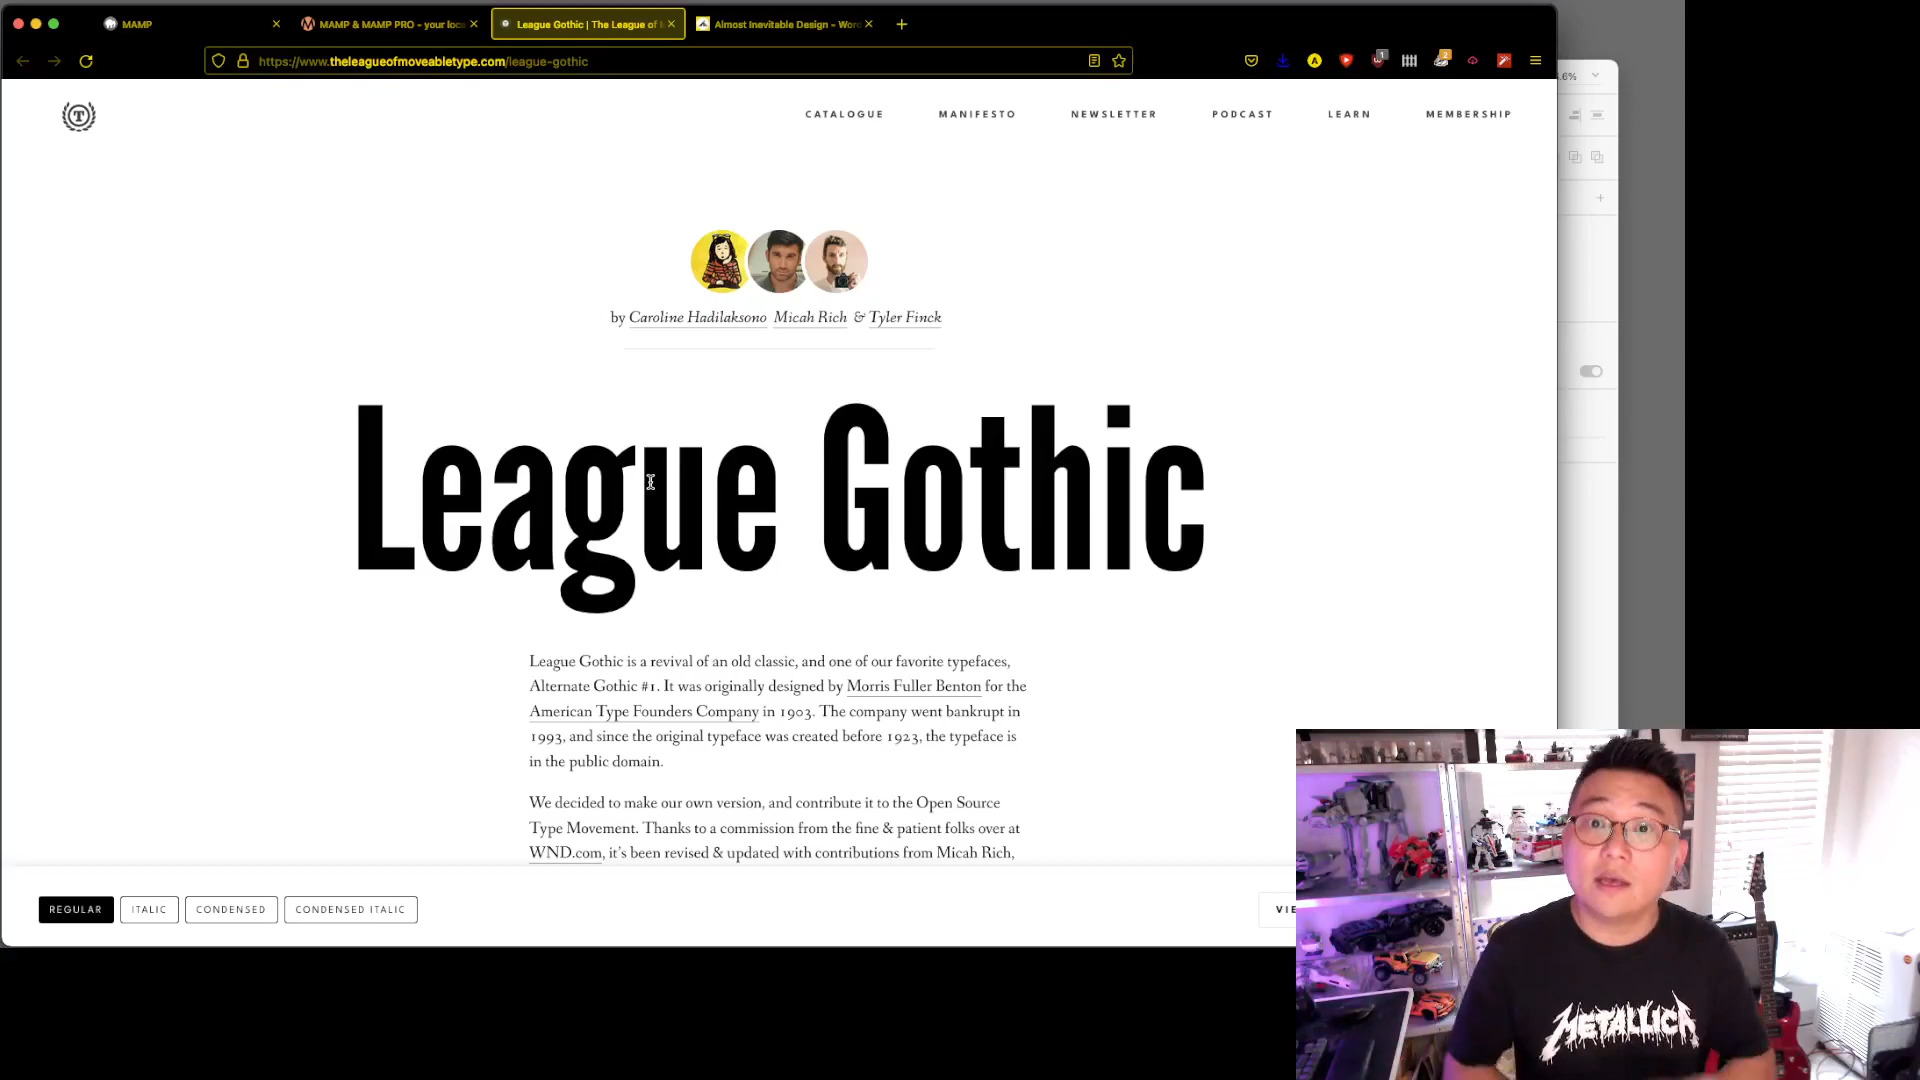 MAMP
MAMP & MAMP PRO - your loc
League Gothic | The League of
Almost Inevitable Design - Word
https://www.theleagueofmoveabletype.com/league-gothic
1
2
.6%
T
CATALOGUE
MANIFESTO
NEWSLETTER
PODCAST
LEARN
MEMBERSHIP
by Caroline Hadilaksono Micah Rich & Tyler Finck
League Gothic
League Gothic is a revival of an old classic, and one of our favorite typefaces,
Alternate Gothic #1. It was originally designed by Morris Fuller Benton for the
American Type Founders Company in 1903. The company went bankrupt in
1993, and since the original typeface was created before 1923, the typeface is
in the public domain.
We decided to make our own version, and contribute it to the Open Source
Type Movement. Thanks to a commission from the fine & patient folks over at
WND.com, it's been revised & updated with contributions from Micah Rich,
REGULAR
ITALIC
CONDENSED
CONDENSED ITALIC
VIE
METALLICA